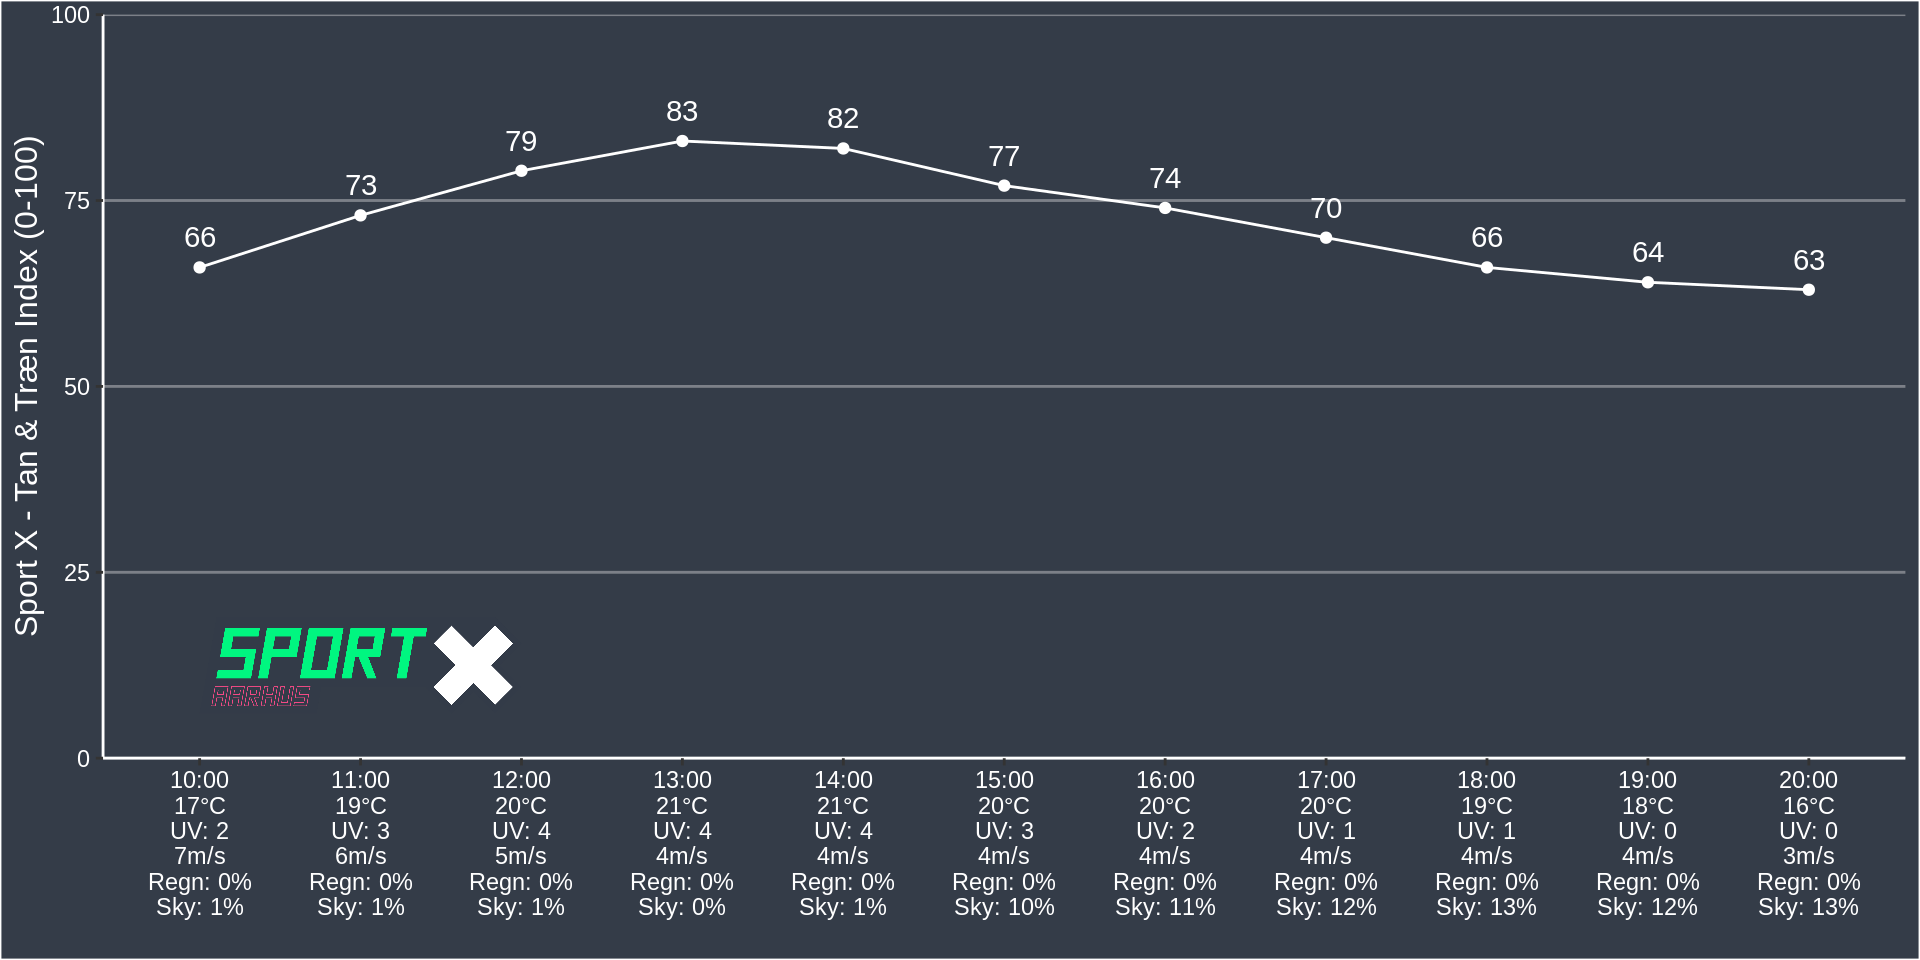 Sport X - Tan & Træn Index (0-100)
100
75
50
25
0
66
73
79
83
82
77
74
70
66
64
63
SPORT X
AARHUS
10:00
17°C
UV: 2
7m/s
Regn: 0%
Sky: 1%
11:00
19°C
UV: 3
6m/s
Regn: 0%
Sky: 1%
12:00
20°C
UV: 4
5m/s
Regn: 0%
Sky: 1%
13:00
21°C
UV: 4
4m/s
Regn: 0%
Sky: 0%
14:00
21°C
UV: 4
4m/s
Regn: 0%
Sky: 1%
15:00
20°C
UV: 3
4m/s
Regn: 0%
Sky: 10%
16:00
20°C
UV: 2
4m/s
Regn: 0%
Sky: 11%
17:00
20°C
UV: 1
4m/s
Regn: 0%
Sky: 12%
18:00
19°C
UV: 1
4m/s
Regn: 0%
Sky: 13%
19:00
18°C
UV: 0
4m/s
Regn: 0%
Sky: 12%
20:00
16°C
UV: 0
3m/s
Regn: 0%
Sky: 13%